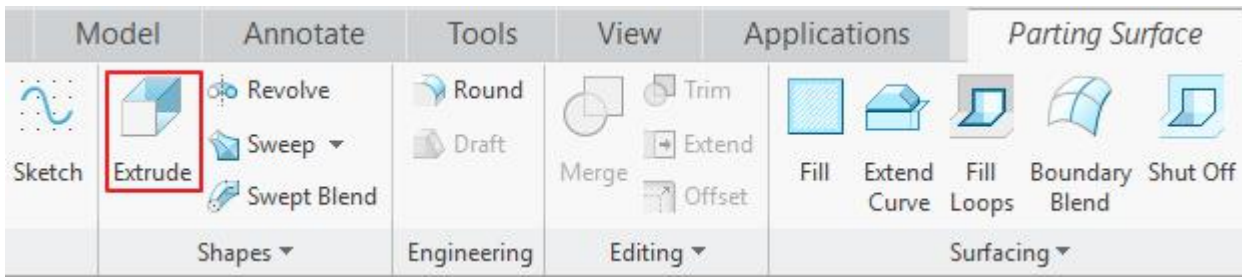 Model Annotate Tools View Applications Parting Surface
Sketch
Extrude
Revolve
Sweep
Swept Blend
Shapes
Round
Draft
Engineering
Merge
Trim
Extend
Offset
Editing
Fill
Extend
Curve
Fill
Loops
Boundary
Blend
Shut Off
Surfacing